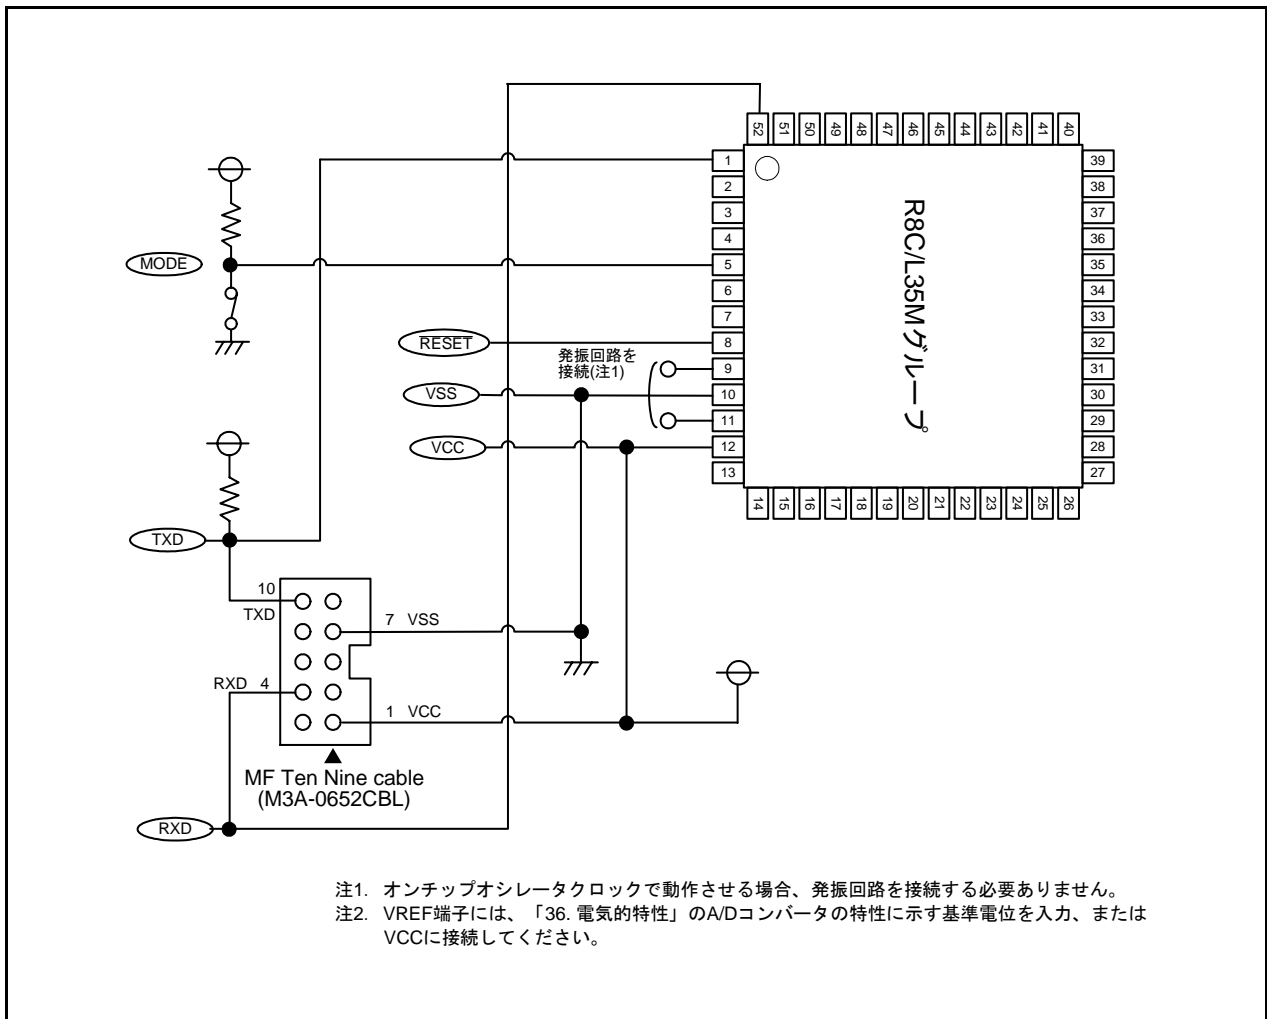 52
51
50
49
48
47
46
45
44
43
42
41
40
1
2
3
4
5
6
7
8
9
10
11
12
13
39
38
37
36
35
34
33
32
31
30
29
28
27
14
15
16
17
18
19
20
21
22
23
24
25
26
R8C/L35Mグループ
MODE
RESET
発振回路を
接続(注1)
VSS
VCC
TXD
10
TXD
7 VSS
RXD 4
1 VCC
MF Ten Nine cable
(M3A-0652CBL)
RXD
注1. オンチップオシレータクロックで動作させる場合、発振回路を接続する必要ありません。
注2. VREF端子には、「36. 電気的特性」のA/Dコンバータの特性に示す基準電位を入力、または
VCCに接続してください。